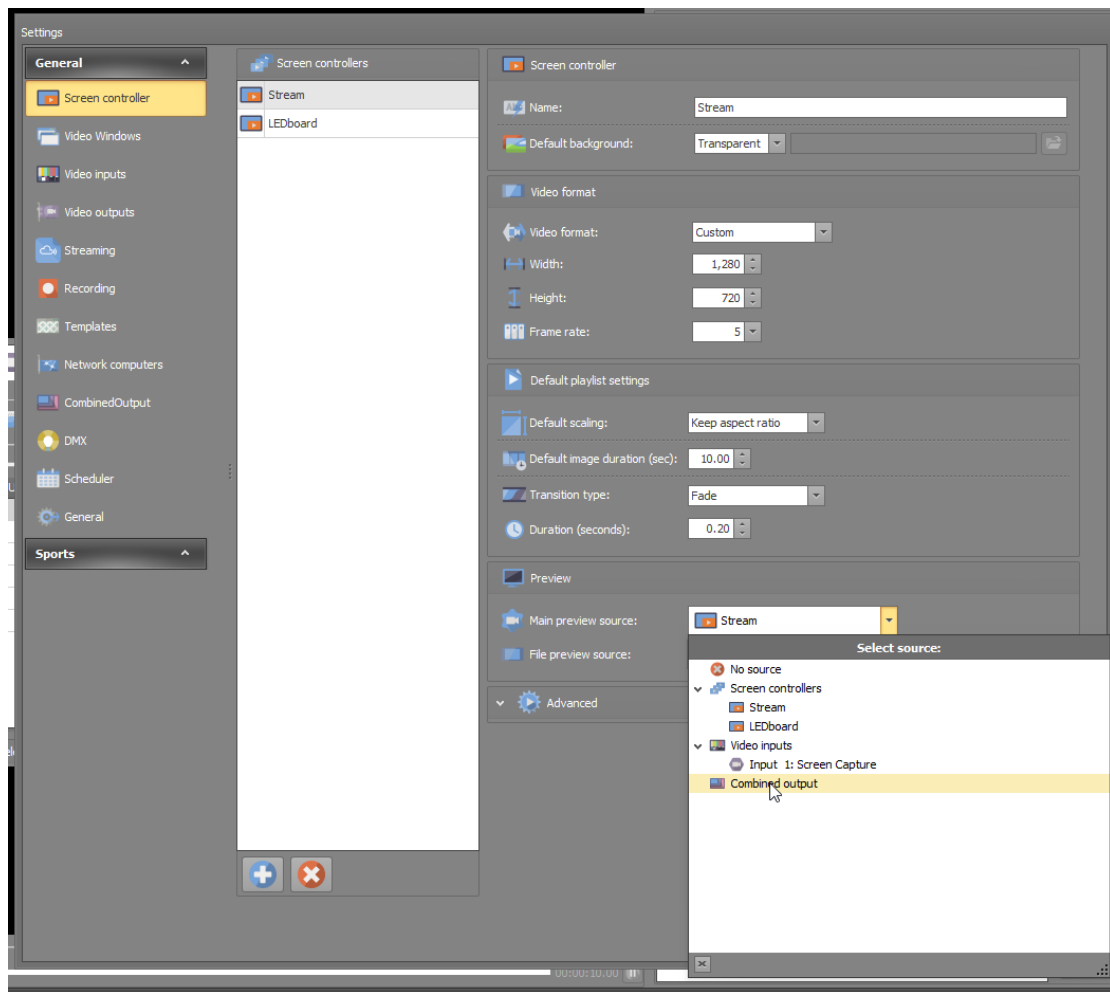 Settings
General
Screen controller
Video Windows
Video inputs
Video outputs
Streaming
Recording
Templates
Network computers
CombinedOutput
DMX
Scheduler
General
Sports
Screen controllers
Stream
LEDboard
Screen controller
Name: Stream
Default background: Transparent
Video format
Video format: Custom
Width: 1,280
Height: 720
Frame rate: 5
Default playlist settings
Default scaling: Keep aspect ratio
Default image duration (sec): 10.00
Transition type: Fade
Duration (seconds): 0.20
Preview
Main preview source: Stream
File preview source:
Advanced
Select source:
No source
Screen controllers
Stream
LEDboard
Video inputs
Input 1: Screen Capture
Combined output
00:00:10.00